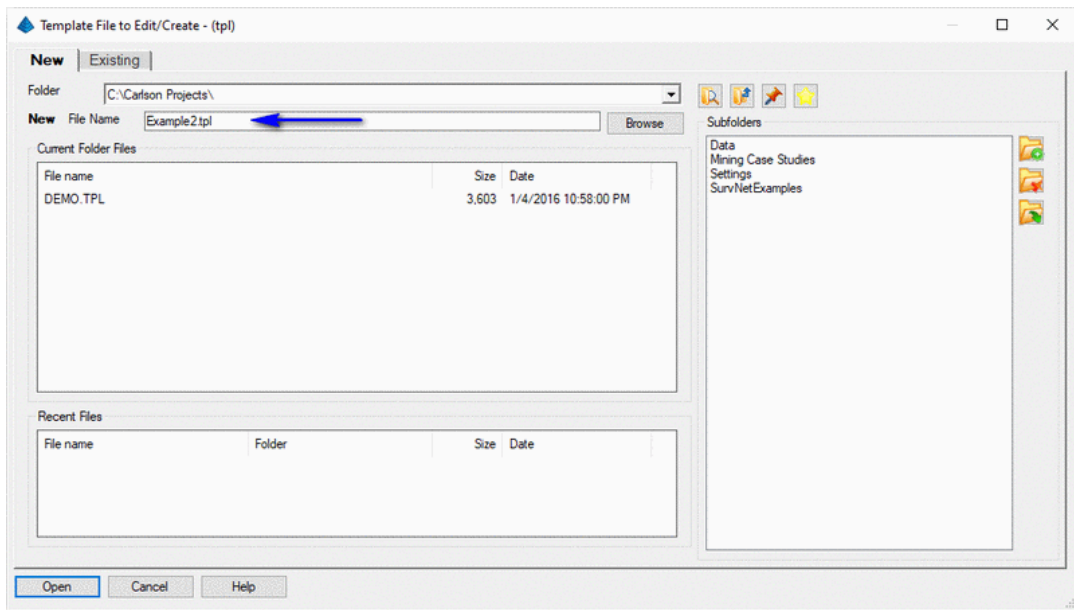 Template File to Edit/Create - (tpl)
New Existing
Folder C:\Carlson Projects\
New File Name Example2.tpl Browse
Current Folder Files
File name Size Date
DEMO.TPL 3,603 1/4/2016 10:58:00 PM
Recent Files
File name Folder Size Date
Subfolders
Data
Mining Case Studies
Settings
SurvNetExamples
Open Cancel Help